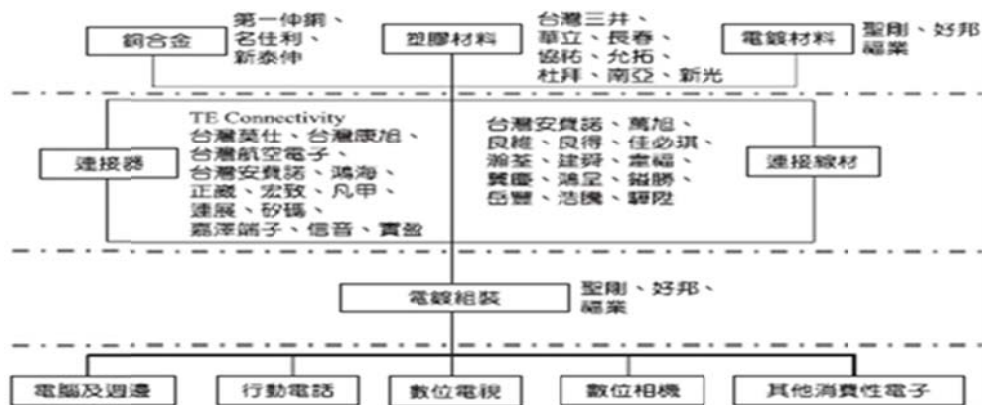 銅合金
第一伸銅、
名佳利、
新泰伸
塑膠材料
台灣三井、
華立、長春、
協祐、允拓、
杜拜、南亞、新光
電鍍材料
聖剛、好邦、
福業
連接器
TE Connectivity
台灣莫仕、台灣康旭、
台灣航空電子、
台灣安費諾、鴻海、
正崴、宏致、凡甲、
連展、矽瑪、
嘉澤端子、信音、實盈
台灣安費諾、萬旭、
良維、良得、佳必琪、
瀚荃、建舜、韋福、
興慶、鴻呈、鎰勝、
岳豐、浩騰、驊陞
連接線材
電鍍組裝
聖剛、好邦、
福業
電腦及週邊
行動電話
數位電視
數位相機
其他消費性電子